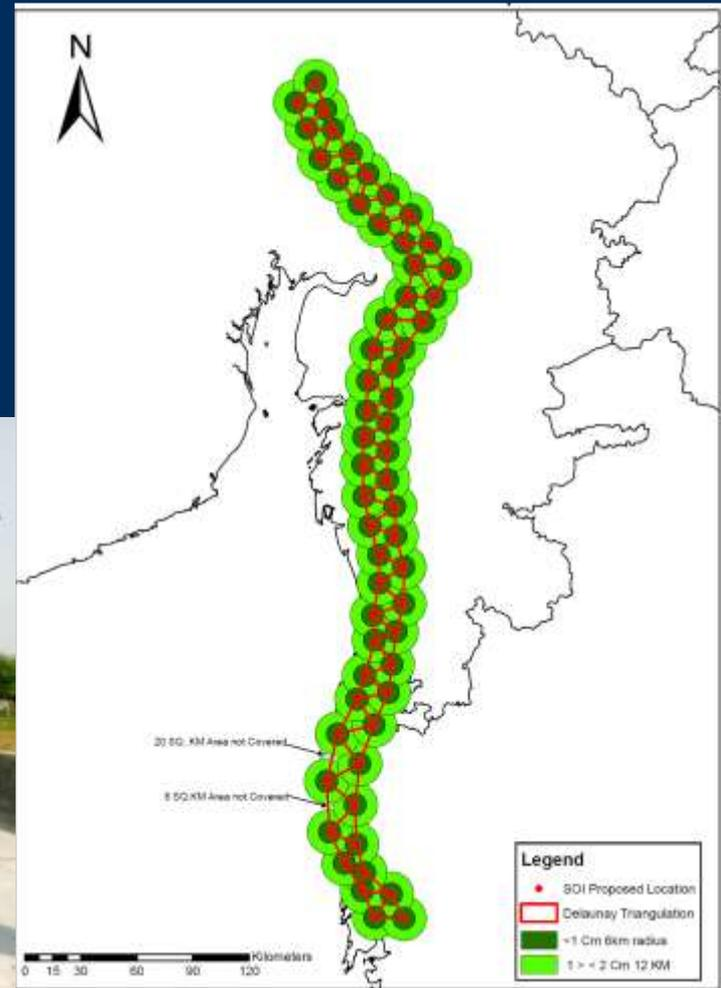 N
20 SQ. KM Area not Covered
8 SQ.KM Area not Covered
Legend
SOI Proposed Location
Delaunay Triangulation
<1 Cm 6km radius
1 > < 2 Cm 12 KM
Kilometers
0 15 30 60 90 120